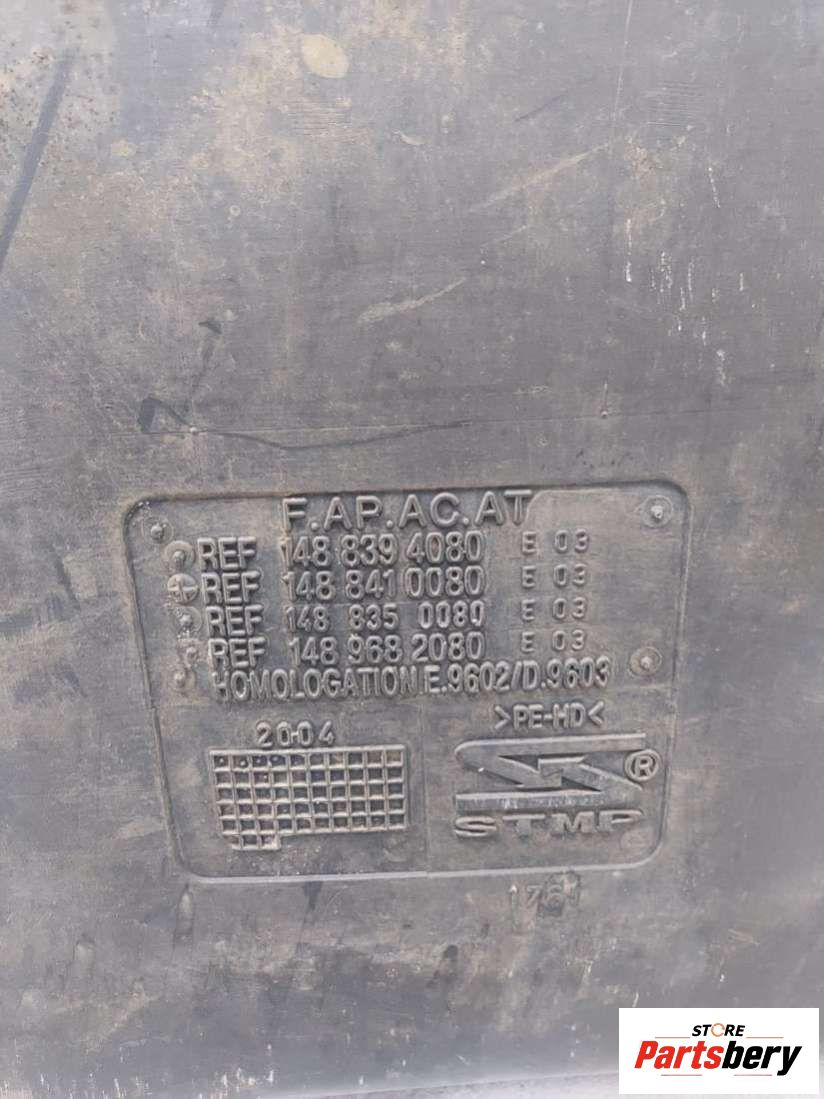 F.AP.AC.AT
REF 148 839 4080 E 03
REF 148 841 0080 E 03
REF 148 835 0080 E 03
REF 148 968 2080 E 03
HOMOLOGATION E.9602/D.9603
2004
>PE-HD<
®
STMP
STORE
Partsbery